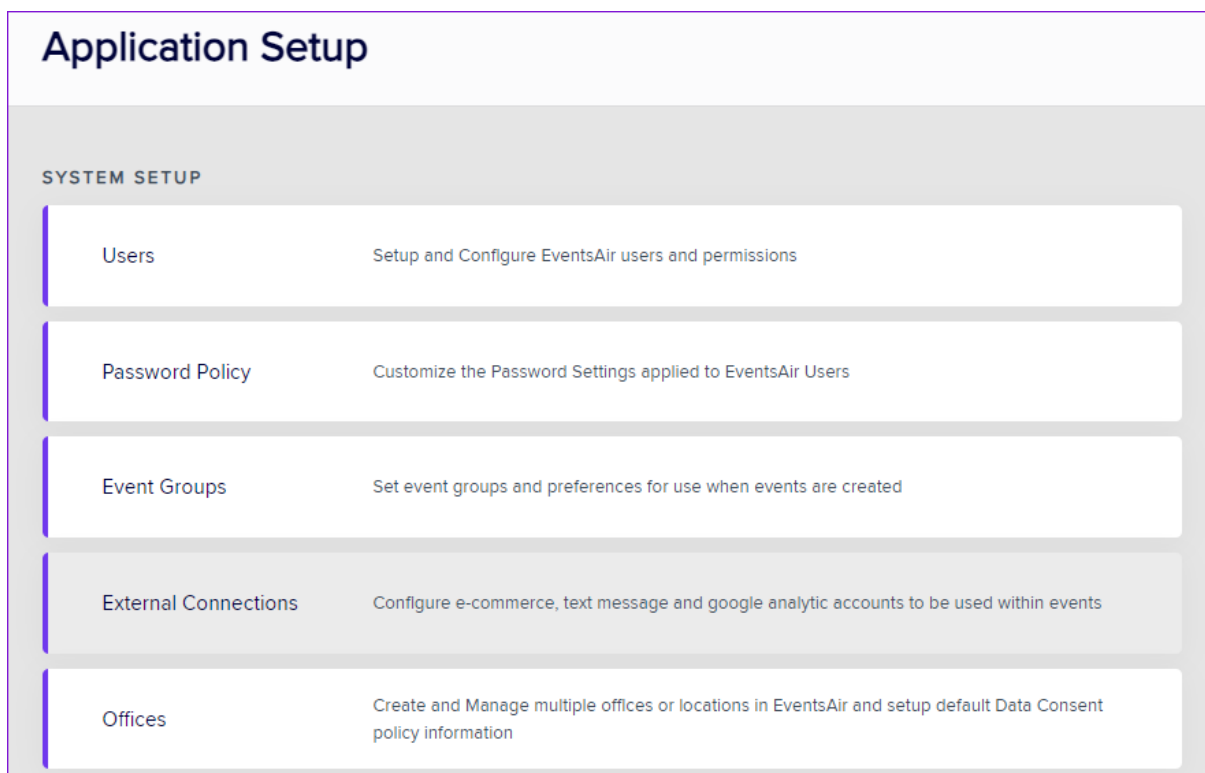 Application Setup
SYSTEM SETUP
Users
Setup and Configure EventsAir users and permissions
Password Policy
Customize the Password Settings applied to EventsAir Users
Event Groups
Set event groups and preferences for use when events are created
External Connections
Configure e-commerce, text message and google analytic accounts to be used within events
Offices
Create and Manage multiple offices or locations in EventsAir and setup default Data Consent
policy information